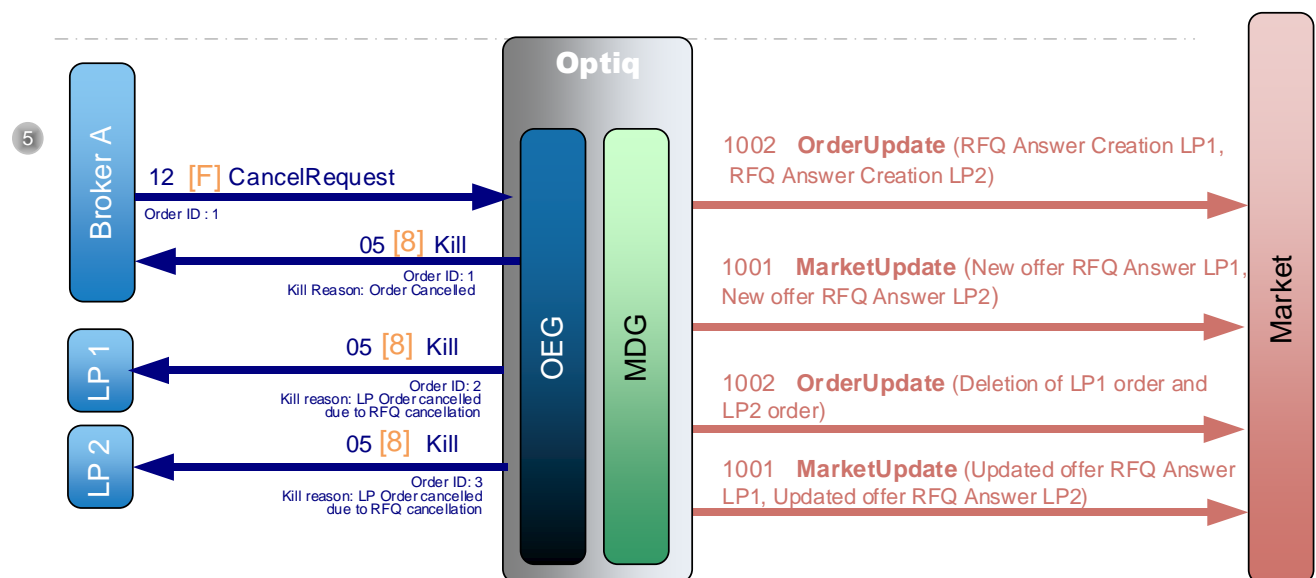 Optiq
5
Broker A
12 [F] CancelRequest
Order ID : 1
05 [8] Kill
Order ID: 1
Kill Reason: Order Cancelled
LP 1
05 [8] Kill
Order ID: 2
Kill reason: LP Order cancelled
due to RFQ cancellation
LP 2
05 [8] Kill
Order ID: 3
Kill reason: LP Order cancelled
due to RFQ cancellation
OEG
MDG
1002 OrderUpdate (RFQ Answer Creation LP1,
RFQ Answer Creation LP2)
1001 MarketUpdate (New offer RFQ Answer LP1,
New offer RFQ Answer LP2)
1002 OrderUpdate (Deletion of LP1 order and
LP2 order)
1001 MarketUpdate (Updated offer RFQ Answer
LP1, Updated offer RFQ Answer LP2)
Market